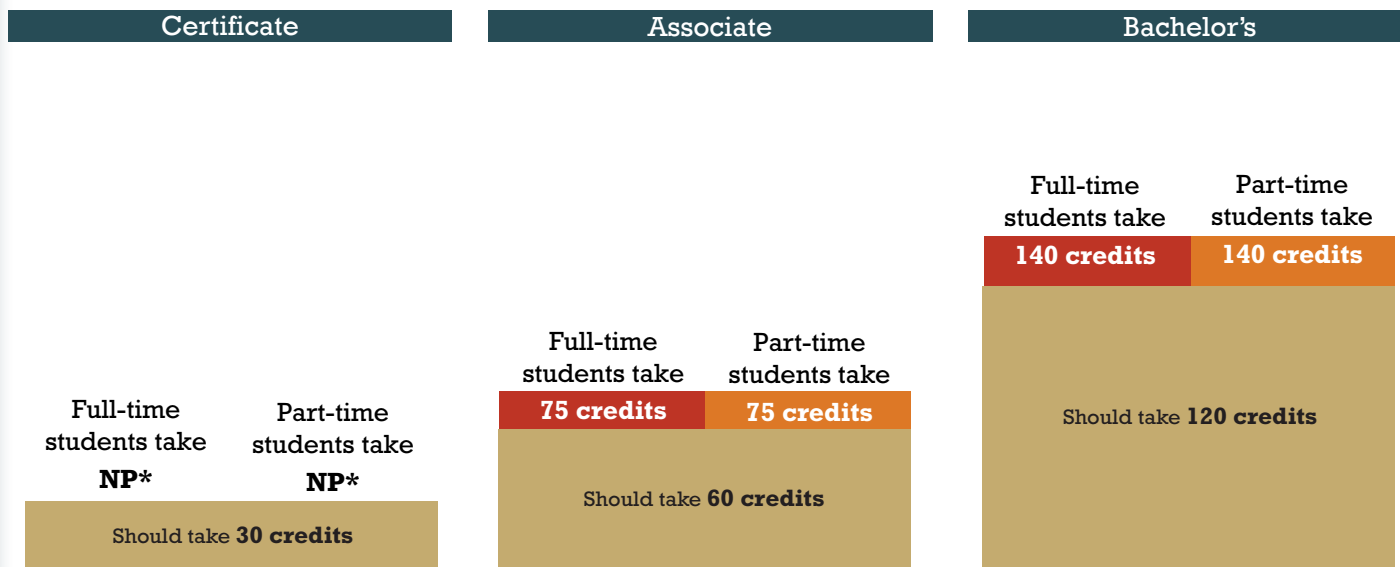 Certificate
Full-time
students take
NP*
Part-time
students take
NP*
Should take 30 credits
Associate
Full-time
students take
75 credits
Part-time
students take
75 credits
Should take 60 credits
Bachelor's
Full-time
students take
140 credits
Part-time
students take
140 credits
Should take 120 credits